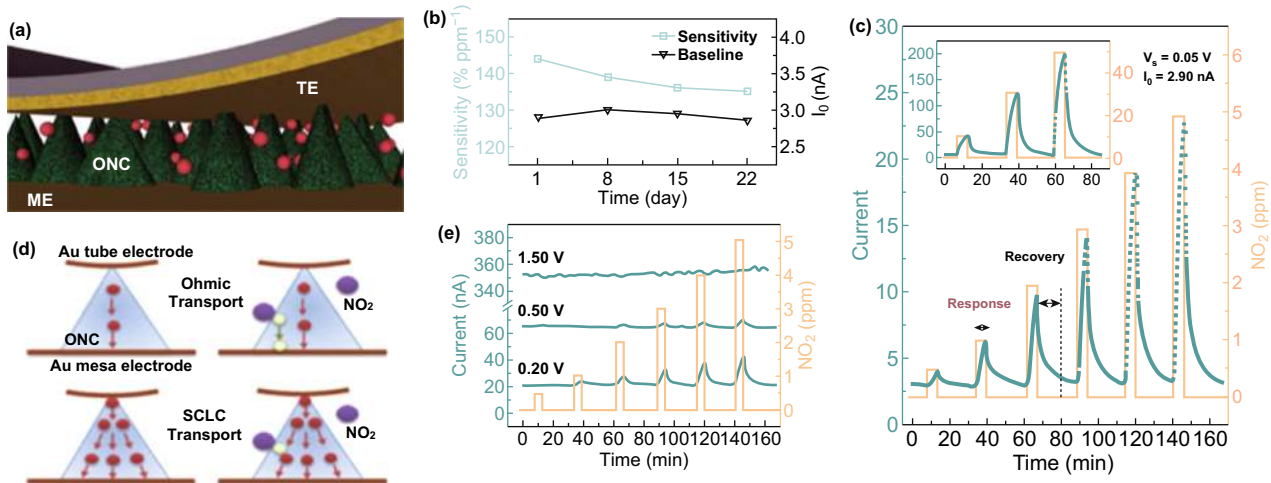 (a)
TE
ONC
ME
(b)
150
140
130
120
Sensitivity (% ppm⁻¹)
Sensitivity
Baseline
4.0
3.5
3.0
2.5
I₀ (nA)
1 8 15 22
Time (day)
(c)
30
25
20
15
10
5
0
Current
200
150
100
50
0
50
40
30
20
10
0
0 20 40 60 80
Vₛ = 0.05 V
I₀ = 2.90 nA
Recovery
Response
6
5
4
3
2
1
0
NO₂ (ppm)
0 20 40 60 80 100 120 140 160
Time (min)
(d)
Au tube electrode
Ohmic
Transport
NO₂
ONC
Au mesa electrode
SCLC
Transport
NO₂
(e)
380
360
340
60
40
20
0
Current (nA)
1.50 V
0.50 V
0.20 V
5
4
3
2
1
0
NO₂ (ppm)
0 20 40 60 80 100 120 140 160
Time (min)